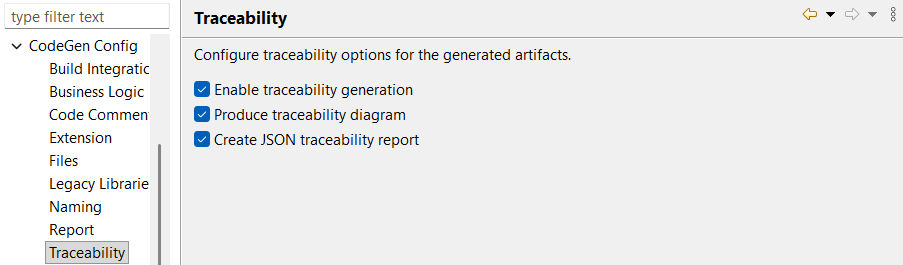 type filter text
CodeGen Config
Build Integratic
Business Logic
Code Commen
Extension
Files
Legacy Librarie
Naming
Report
Traceability
Traceability
Configure traceability options for the generated artifacts.
Enable traceability generation
Produce traceability diagram
Create JSON traceability report